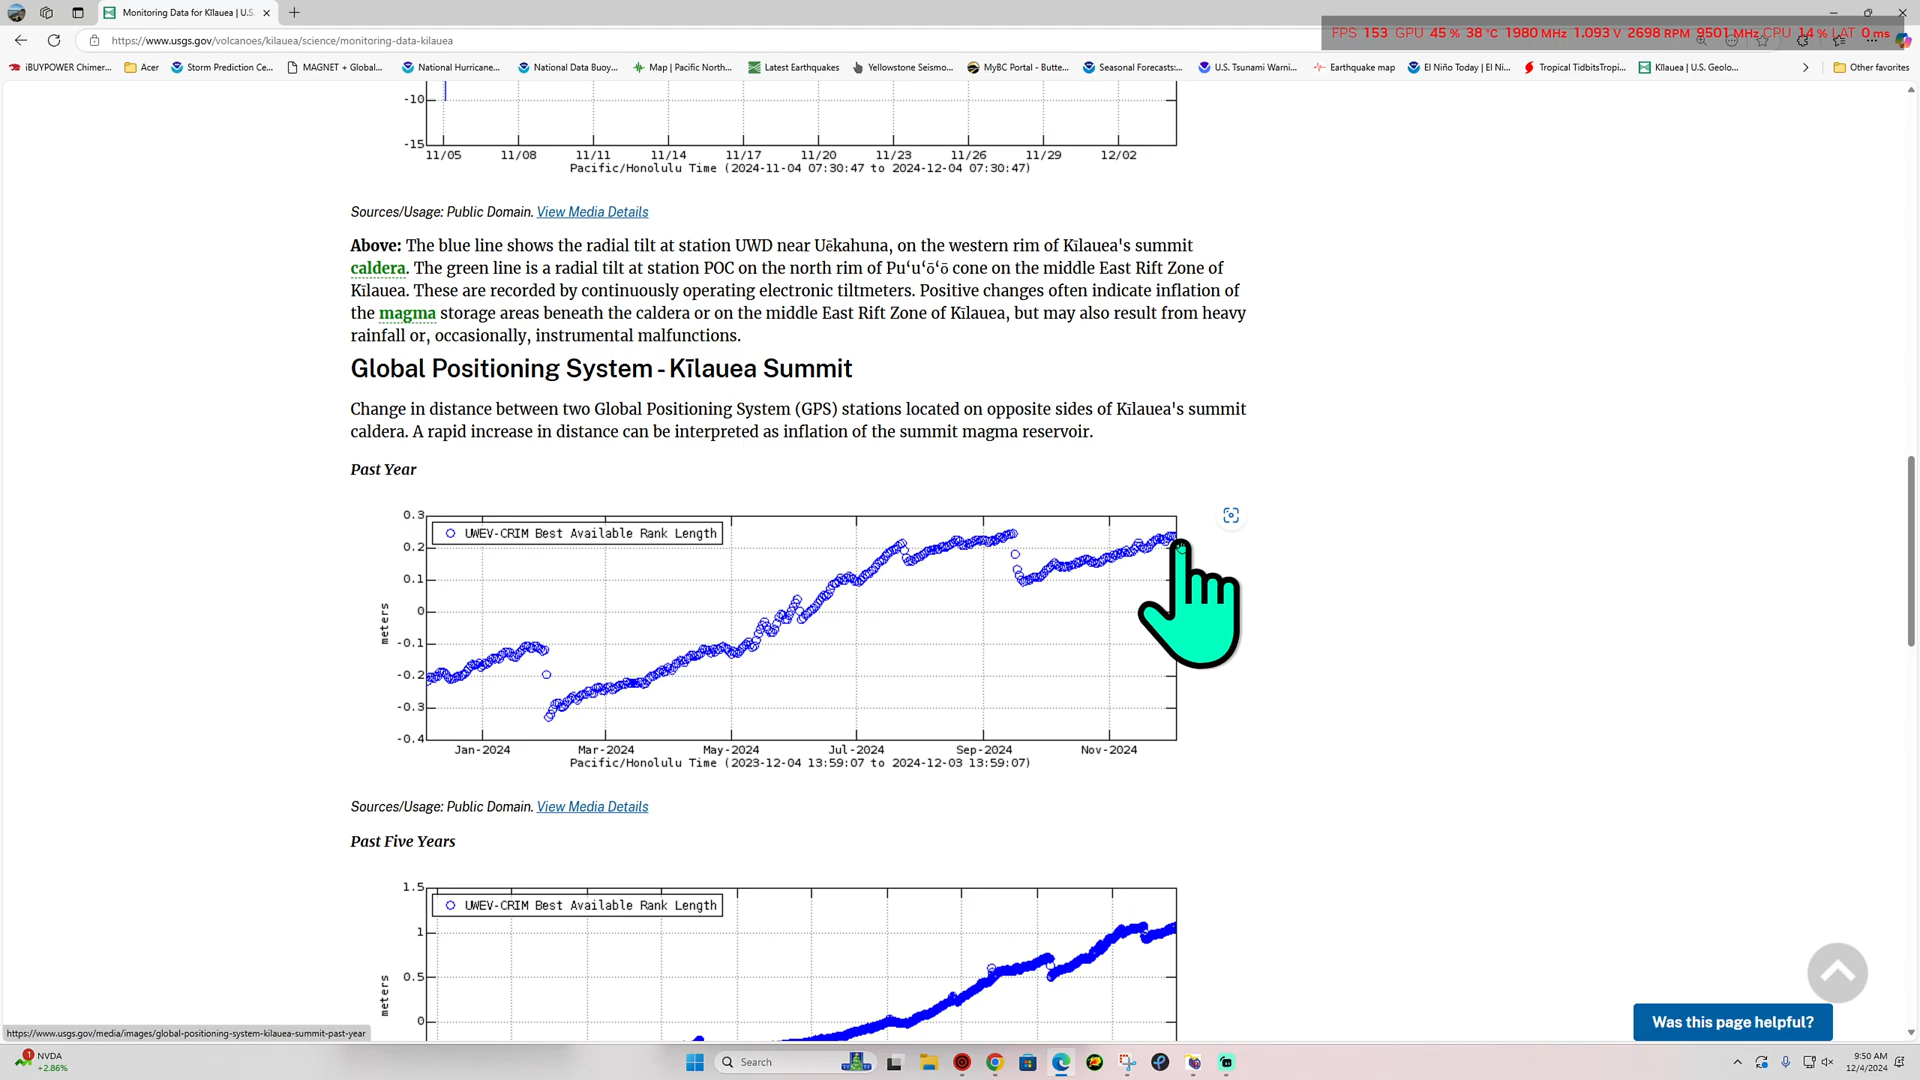 Monitoring Data for Kīlauea | U.S.
https://www.usgs.gov/volcanoes/kilauea/science/monitoring-data-kilauea
FPS 153 GPU 45 % 38 °C 1980 MHz 1.093 V 2698 RPM 9501 MHz CPU 14 % LAT 0 ms
iBUYPOWER Chimer... Acer Storm Prediction Ce... MAGNET + Global... National Hurricane... National Data Buoy... Map | Pacific North... Latest Earthquakes Yellowstone Seismo... MyBC Portal - Butte... Seasonal Forecasts:... U.S. Tsunami Warni... Earthquake map El Niño Today | El Ni... Tropical TidbitsTropi... Kīlauea | U.S. Geolo... Other favorites
-10
-15
11/05 11/08 11/11 11/14 11/17 11/20 11/23 11/26 11/29 12/02
Pacific/Honolulu Time (2024-11-04 07:30:47 to 2024-12-04 07:30:47)
Sources/Usage: Public Domain. View Media Details
Above: The blue line shows the radial tilt at station UWD near Uēkahuna, on the western rim of Kīlauea's summit
caldera. The green line is a radial tilt at station POC on the north rim of Pu‘u‘ō‘ō cone on the middle East Rift Zone of
Kīlauea. These are recorded by continuously operating electronic tiltmeters. Positive changes often indicate inflation of
the magma storage areas beneath the caldera or on the middle East Rift Zone of Kīlauea, but may also result from heavy
rainfall or, occasionally, instrumental malfunctions.
Global Positioning System - Kīlauea Summit
Change in distance between two Global Positioning System (GPS) stations located on opposite sides of Kīlauea's summit
caldera. A rapid increase in distance can be interpreted as inflation of the summit magma reservoir.
Past Year
0.3
UWEV-CRIM Best Available Rank Length
0.2
0.1
0
-0.1
-0.2
-0.3
-0.4
meters
Jan-2024 Mar-2024 May-2024 Jul-2024 Sep-2024 Nov-2024
Pacific/Honolulu Time (2023-12-04 13:59:07 to 2024-12-03 13:59:07)
Sources/Usage: Public Domain. View Media Details
Past Five Years
1.5
UWEV-CRIM Best Available Rank Length
1
0.5
0
meters
Was this page helpful?
https://www.usgs.gov/media/images/global-positioning-system-kilauea-summit-past-year
1
NVDA
+2.86%
Search
9:50 AM
12/4/2024